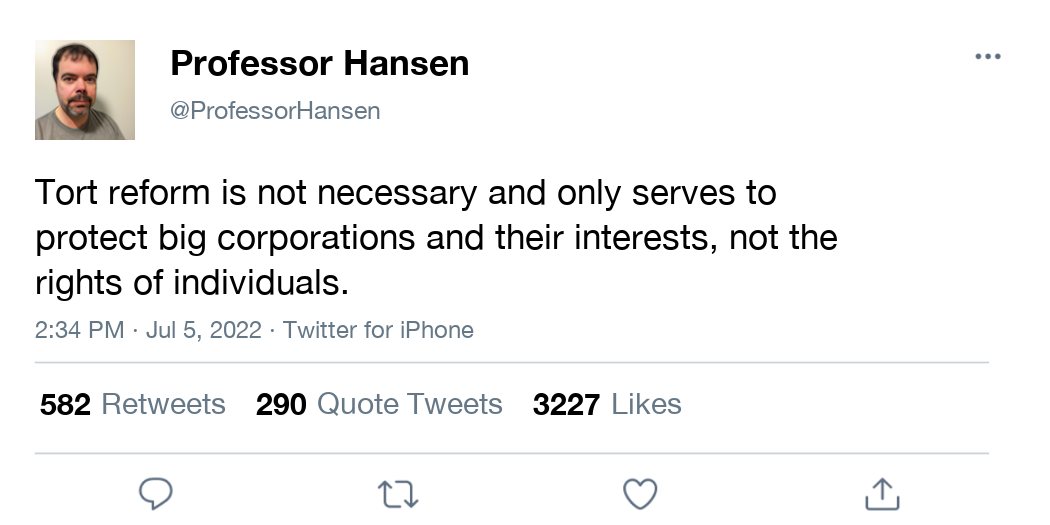 Professor Hansen
@ProfessorHansen
Tort reform is not necessary and only serves to
protect big corporations and their interests, not the
rights of individuals.
2:34 PM · Jul 5, 2022 · Twitter for iPhone
582 Retweets 290 Quote Tweets 3227 Likes